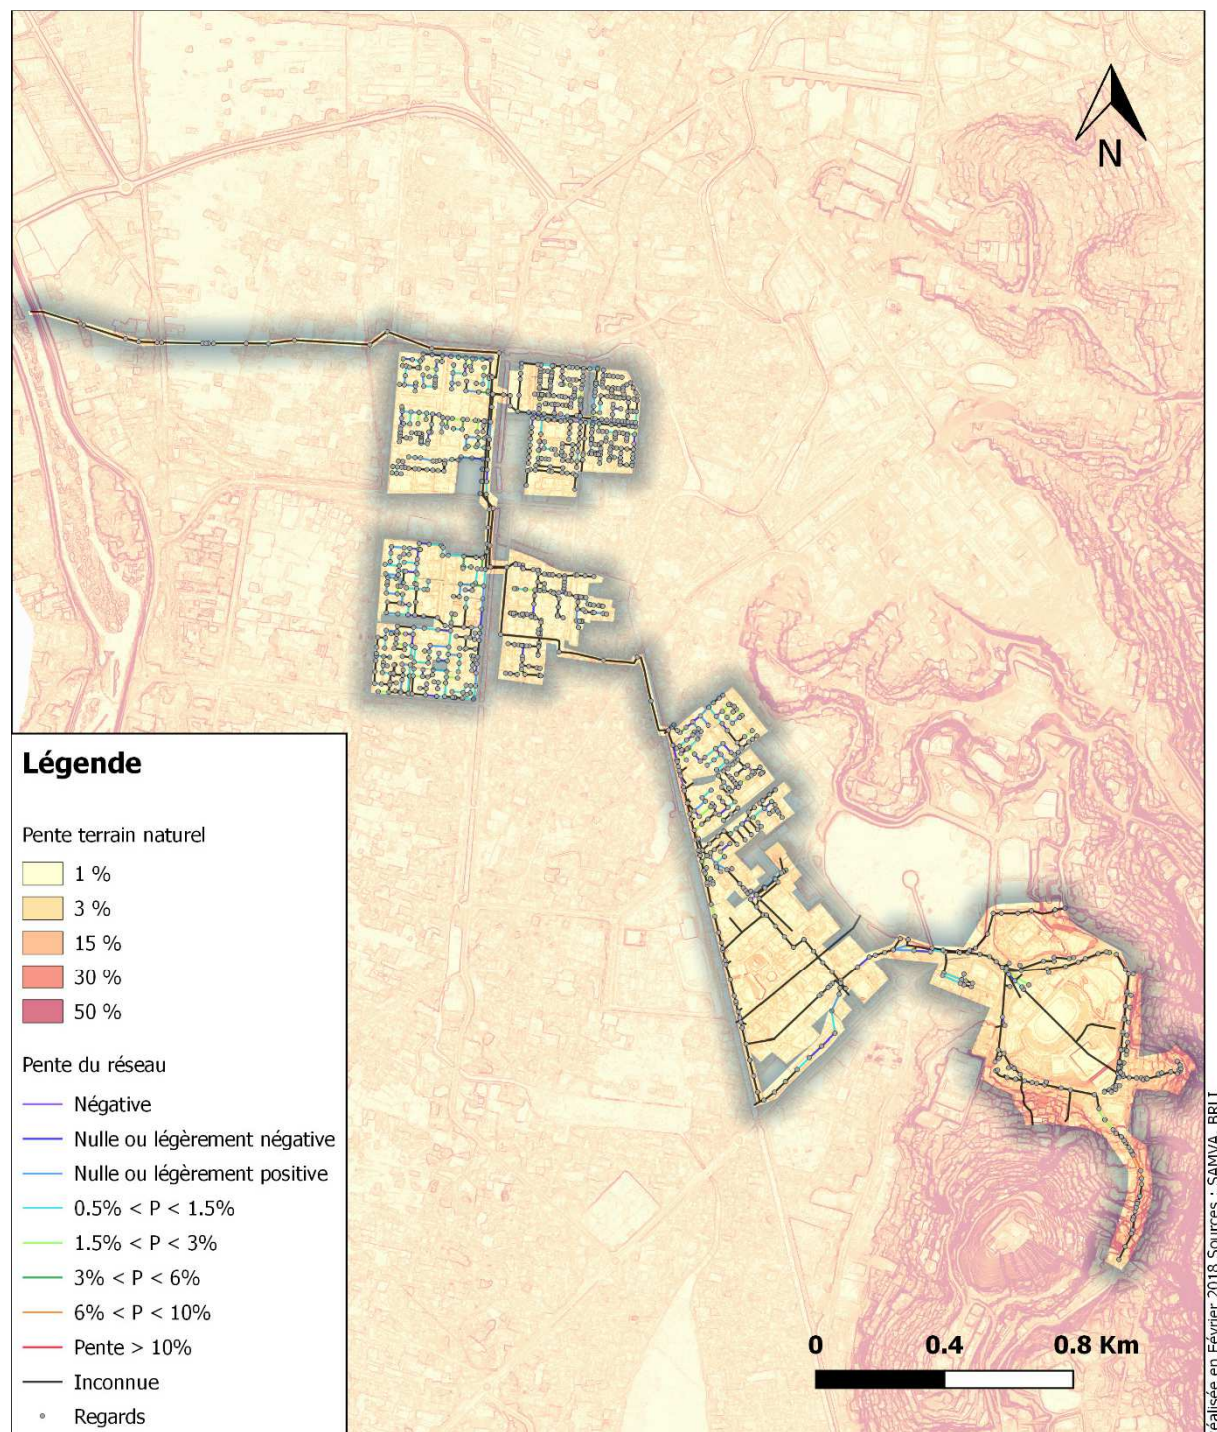 N
Légende
Pente terrain naturel
1 %
3 %
15 %
30 %
50 %
Pente du réseau
Négative
Nulle ou légèrement négative
Nulle ou légèrement positive
0.5% < P < 1.5%
1.5% < P < 3%
3% < P < 6%
6% < P < 10%
Pente > 10%
Inconnue
Regards
0 0.4 0.8 Km
éalisée en Février 2018 Sources : SAMVA, BRLI